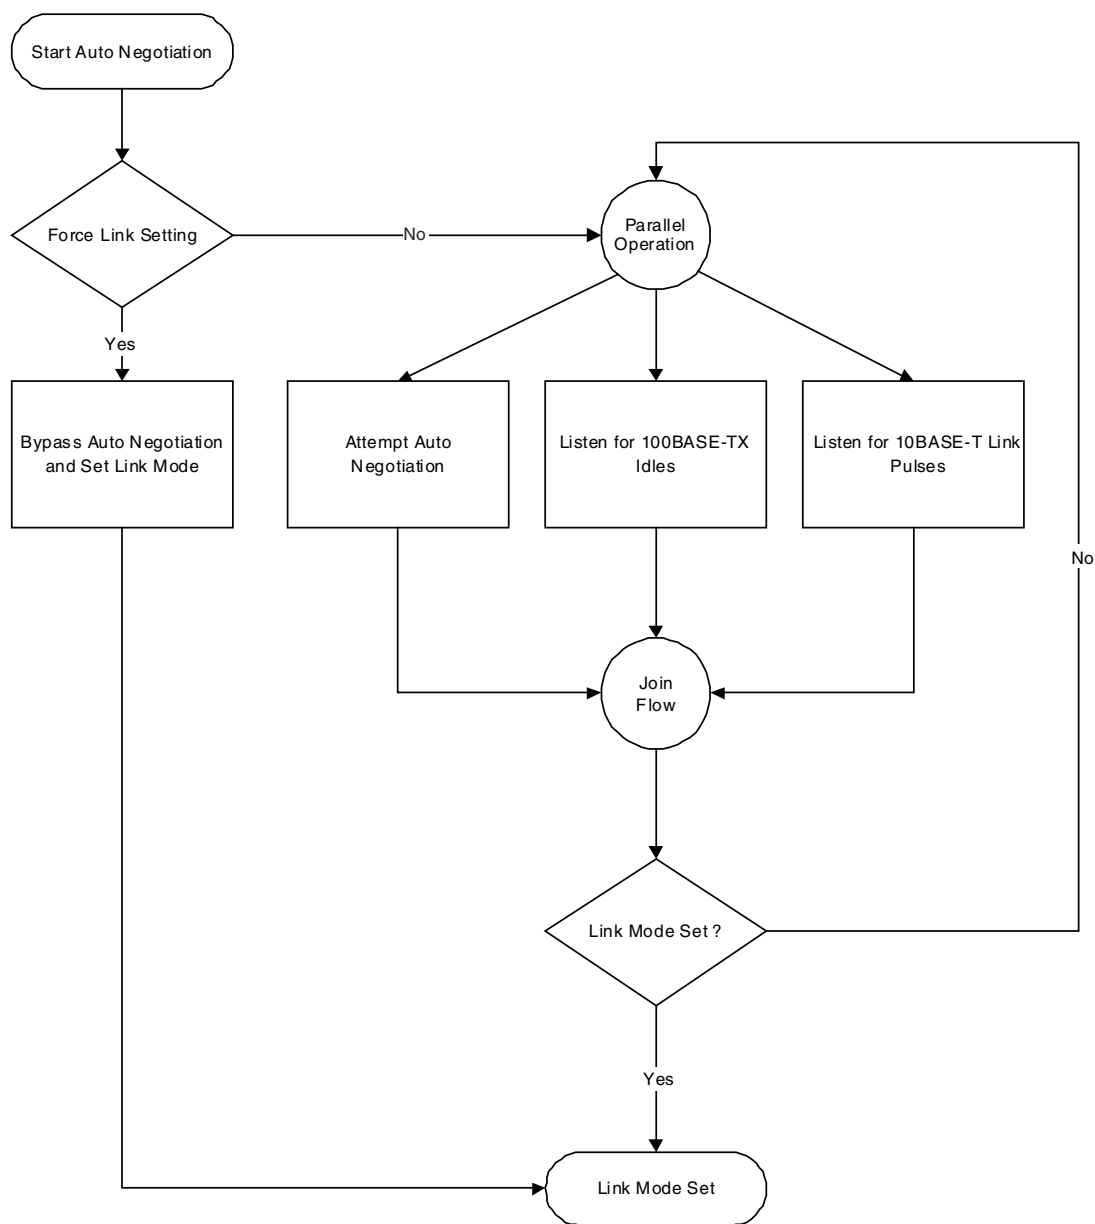 Start Auto Negotiation
Force Link Setting
No
Parallel
Operation
Yes
Bypass Auto Negotiation
and Set Link Mode
Attempt Auto
Negotiation
Listen for 100BASE-TX
Idles
Listen for 10BASE-T Link
Pulses
No
Join
Flow
Link Mode Set ?
Yes
Link Mode Set